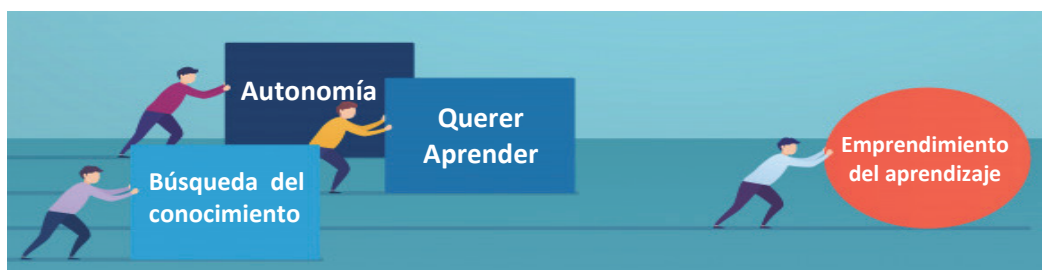 Autonomía
Querer
Aprender
Búsqueda del
conocimiento
Emprendimiento
del aprendizaje